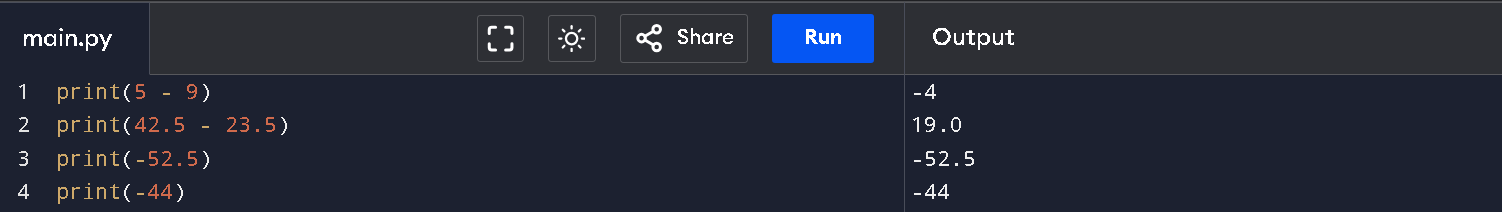 main.py Share Run Output
1 print(5 - 9)
2 print(42.5 - 23.5)
3 print(-52.5)
4 print(-44)
-4
19.0
-52.5
-44